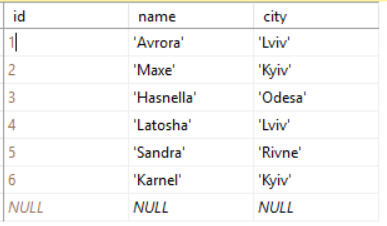 id name city
1 'Avrora' 'Lviv'
2 'Maxe' 'Kyiv'
3 'Hasnella' 'Odesa'
4 'Latosha' 'Lviv'
5 'Sandra' 'Rivne'
6 'Karnel' 'Kyiv'
NULL NULL NULL